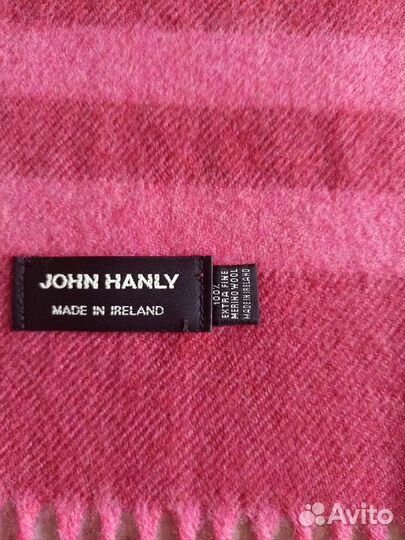 JOHN HANLY
MADE IN IRELAND
100%
EXTRA FINE
MERINO WOOL
MADE IN IRELAND
Avito